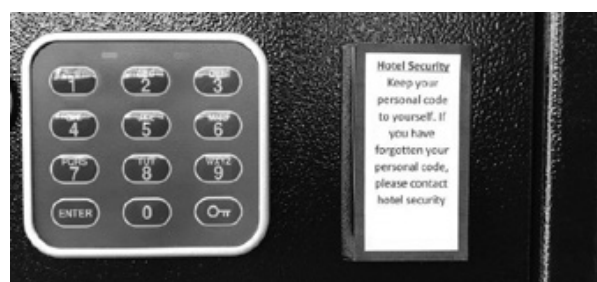 1 2 3
4 5 6
PQRS TUV WXYZ
7 8 9
ENTER 0
Hotel Security
Keep your
personal code
to yourself. If
you have
forgotten your
personal code,
please contact
hotel security